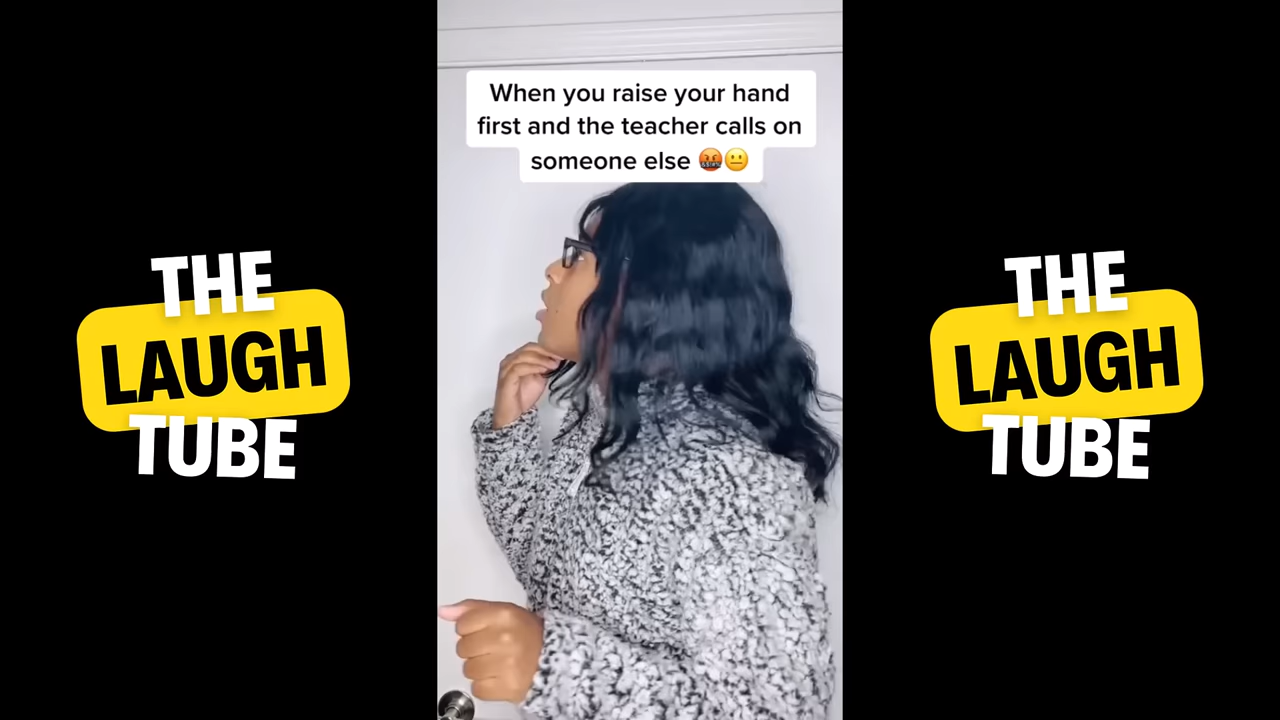 When you raise your hand
first and the teacher calls on
someone else 🤬😐
THE
LAUGH
TUBE
THE
LAUGH
TUBE